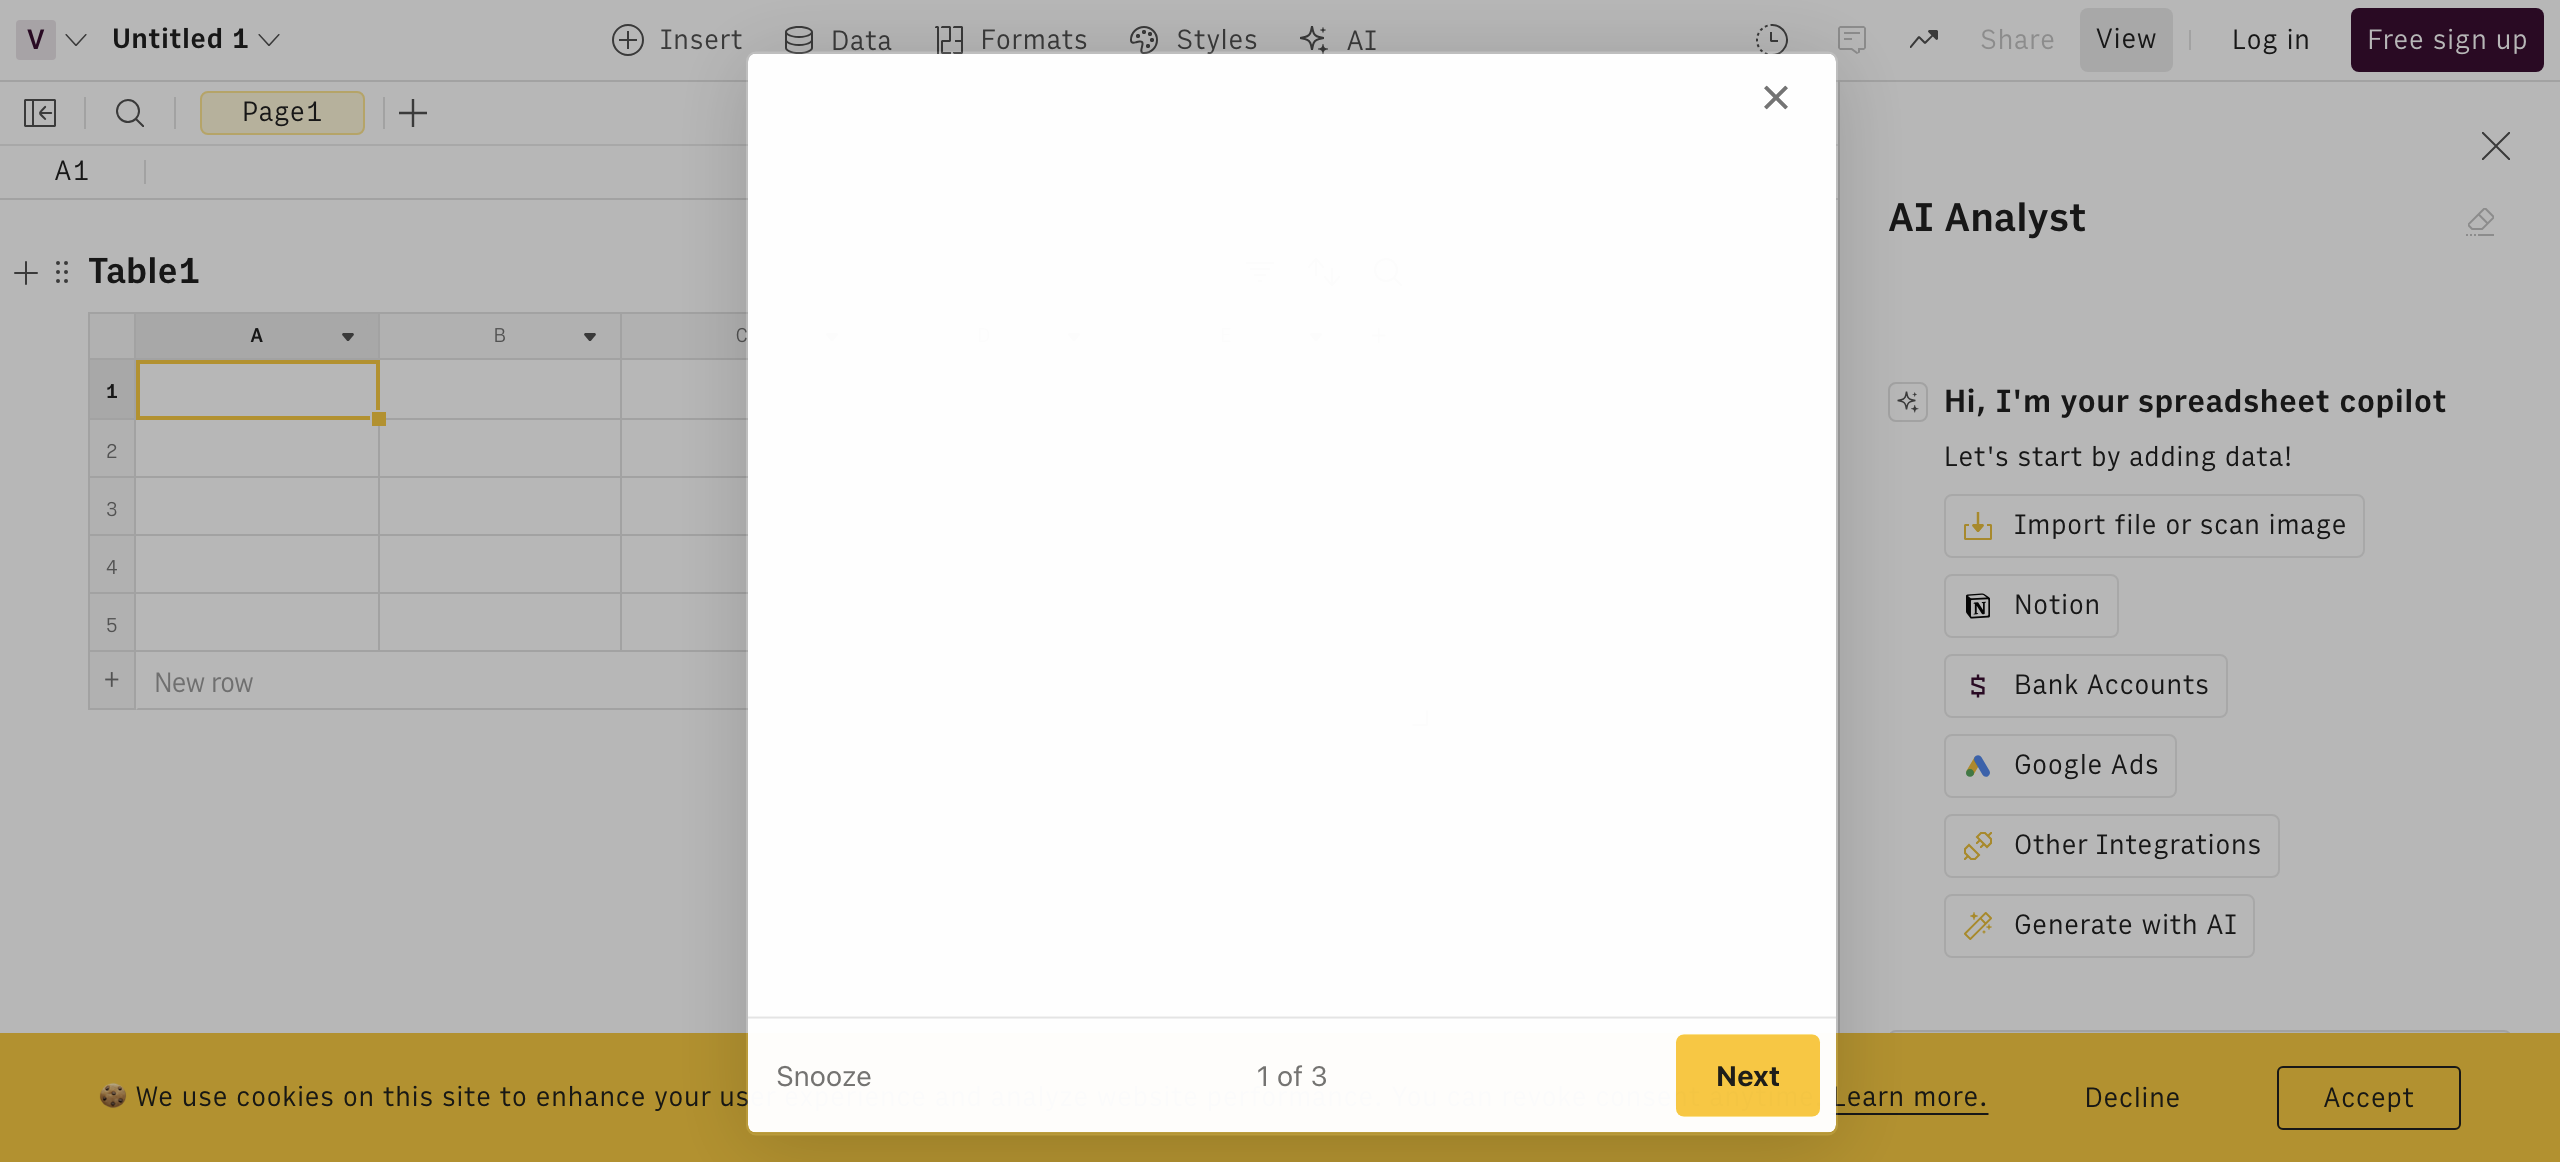 V Untitled 1 Insert Data Formats Styles AI Share View Log in Free sign up
Page1
A1
Table1
A B C
1
2
3
4
5
+ New row
AI Analyst
Hi, I'm your spreadsheet copilot
Let's start by adding data!
Import file or scan image
Notion
$ Bank Accounts
Google Ads
Other Integrations
Generate with AI
Snooze 1 of 3 Next
We use cookies on this site to enhance your Learn more. Decline Accept